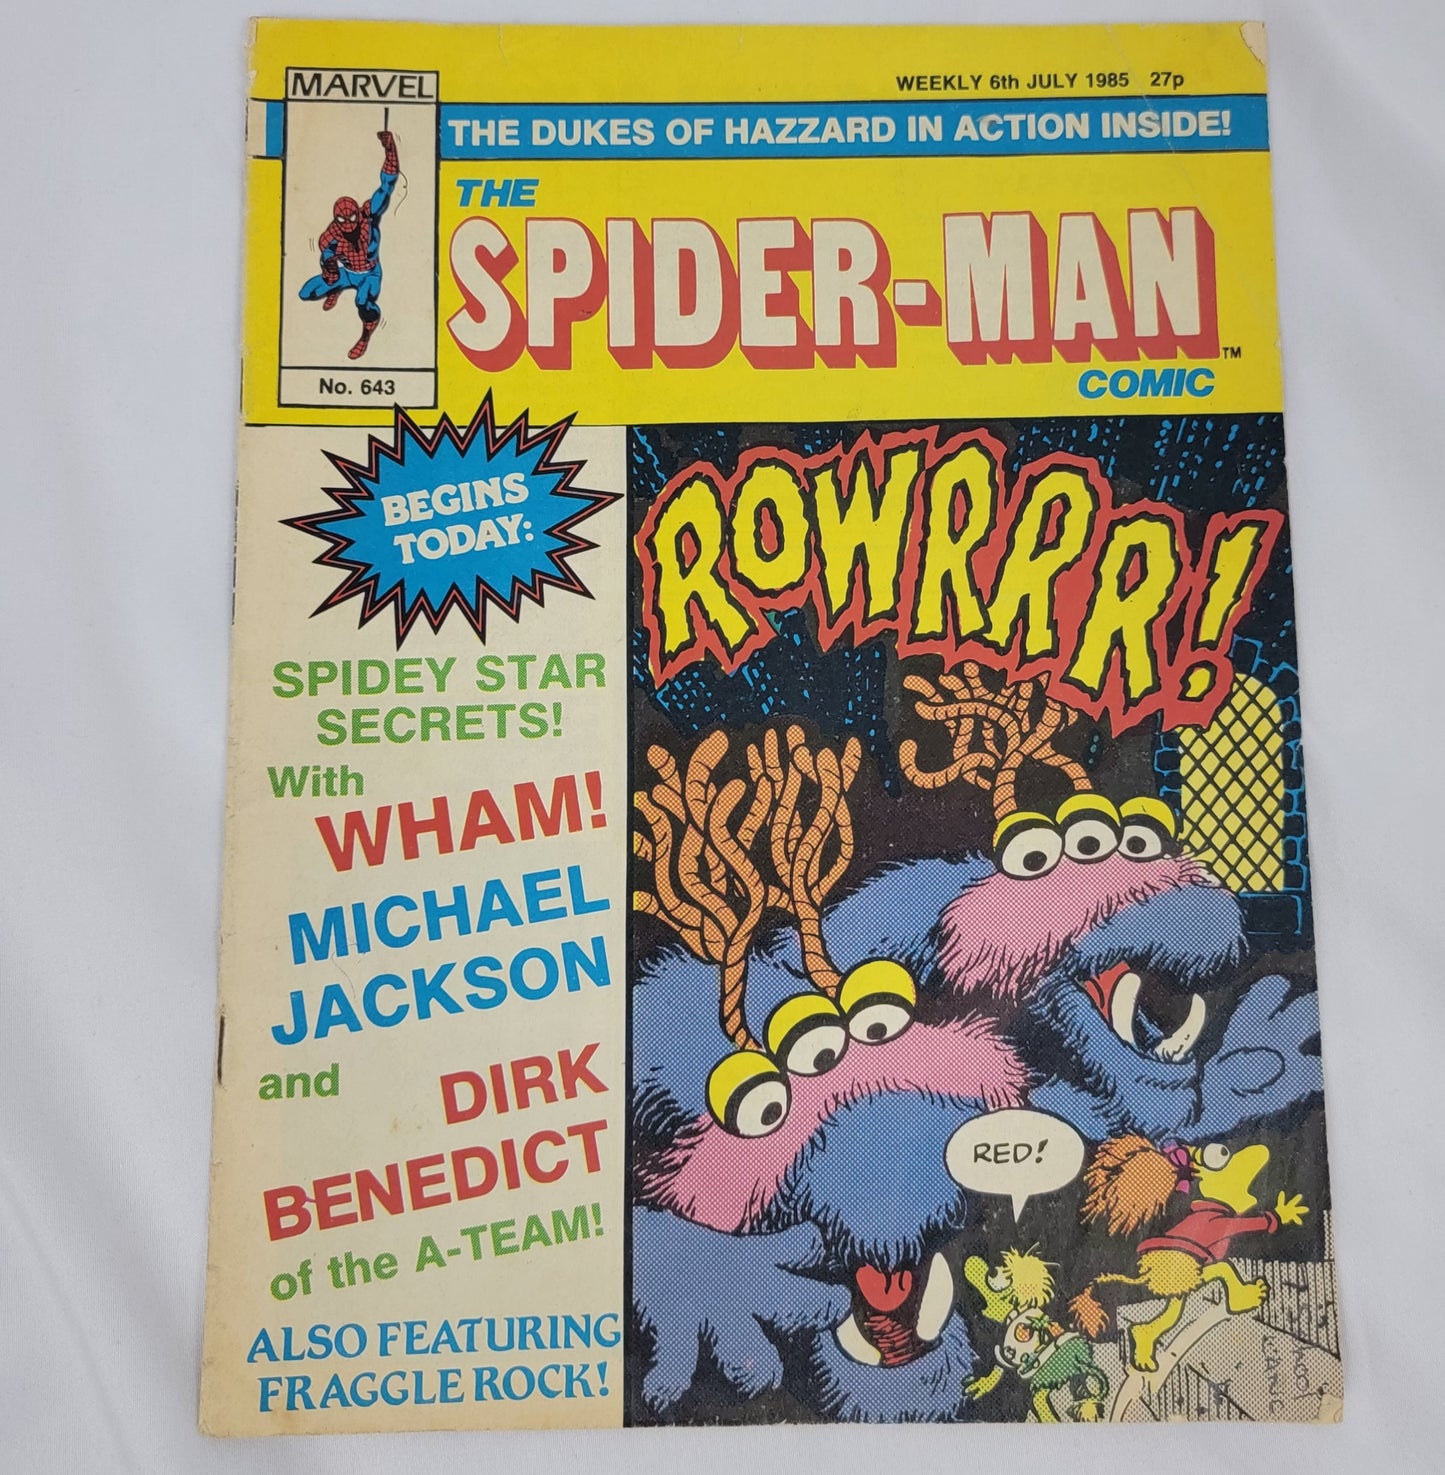 MARVEL
WEEKLY 6th JULY 1985 27p
THE DUKES OF HAZZARD IN ACTION INSIDE!
THE
SPIDER-MAN
TM
COMIC
No. 643
BEGINS
TODAY:
SPIDEY STAR
SECRETS!
With
WHAM!
MICHAEL
JACKSON
and
DIRK
BENEDICT
of the A-TEAM!
ALSO FEATURING
FRAGGLE ROCK!
ROWRRR!
RED!